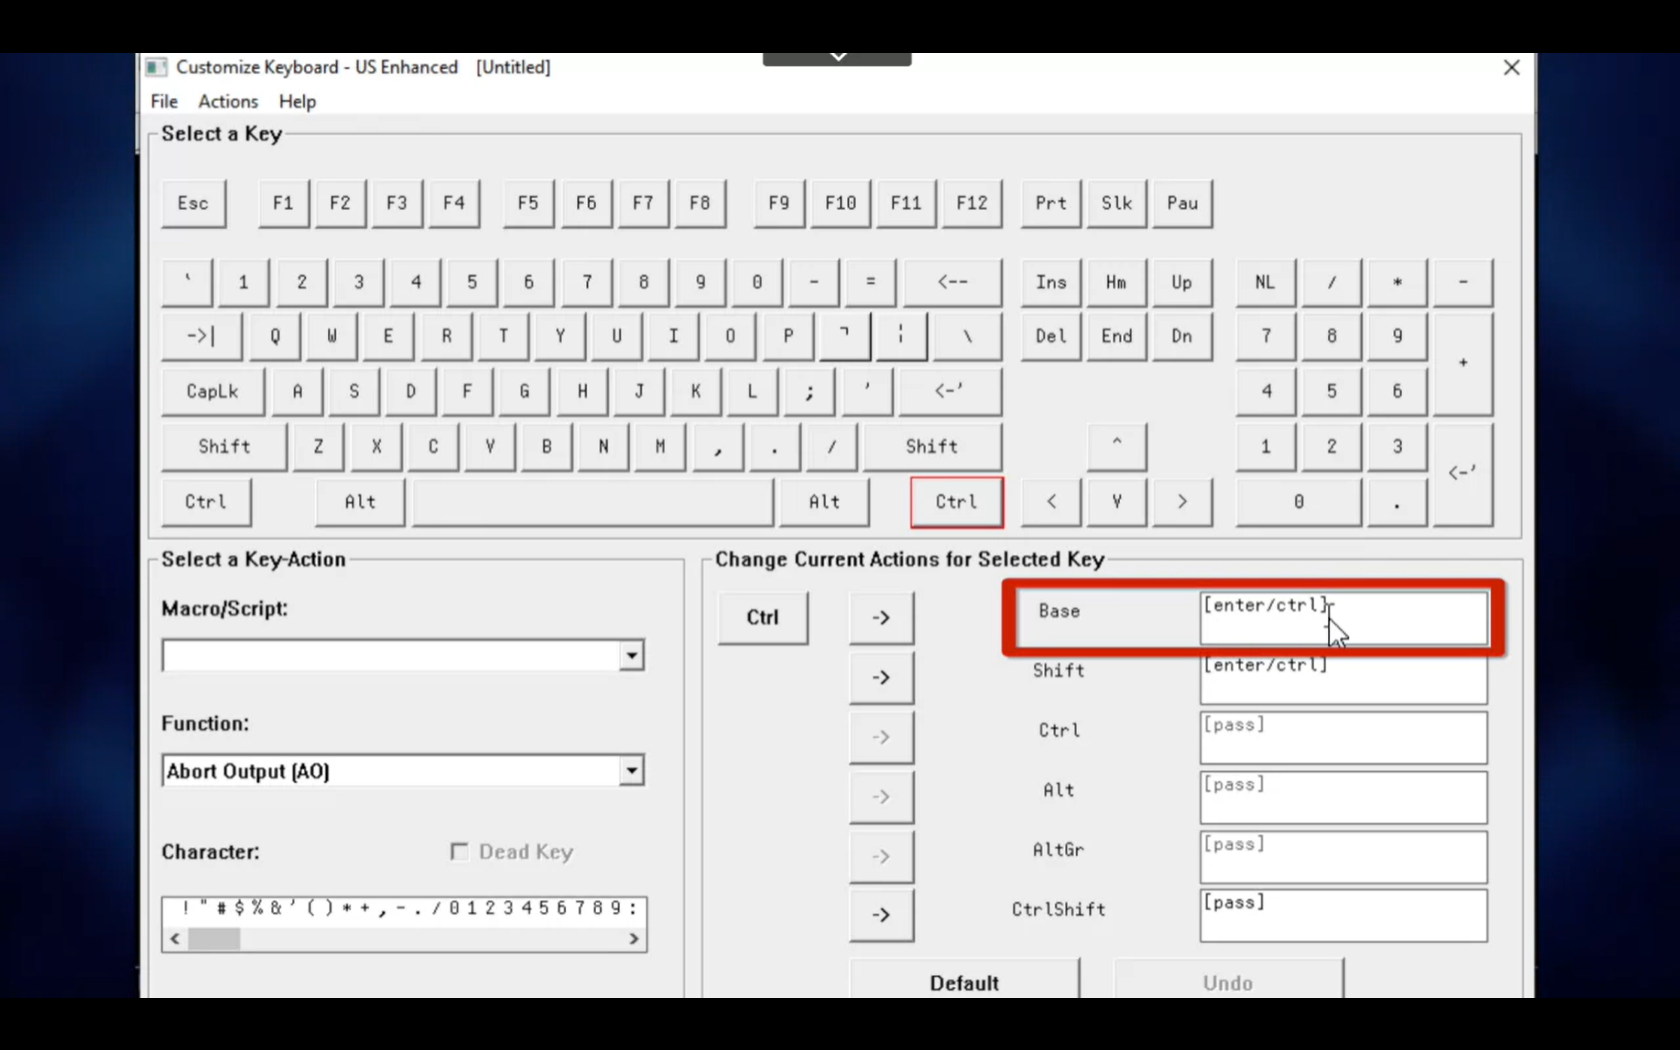 Customize Keyboard - US Enhanced [Untitled]
File Actions Help
Select a Key
Esc F1 F2 F3 F4 F5 F6 F7 F8 F9 F10 F11 F12 Prt Slk Pau
` 1 2 3 4 5 6 7 8 9 0 - = <-- Ins Hm Up NL / * -
->| Q W E R T Y U I O P ¬ ¦ \ Del End Dn 7 8 9 +
CapLk A S D F G H J K L ; ' <-' 4 5 6
Shift Z X C V B N M , . / Shift ^ 1 2 3 <-'
Ctrl Alt Alt Ctrl < V > 0 .
Select a Key-Action
Macro/Script:
Function:
Abort Output (AO)
Character: Dead Key
! " # $ % & ' ( ) * + , - . / 0 1 2 3 4 5 6 7 8 9 :
< >
Change Current Actions for Selected Key
Ctrl -> Base [enter/ctrl]
-> Shift [enter/ctrl]
-> Ctrl [pass]
-> Alt [pass]
-> AltGr [pass]
-> CtrlShift [pass]
Default Undo